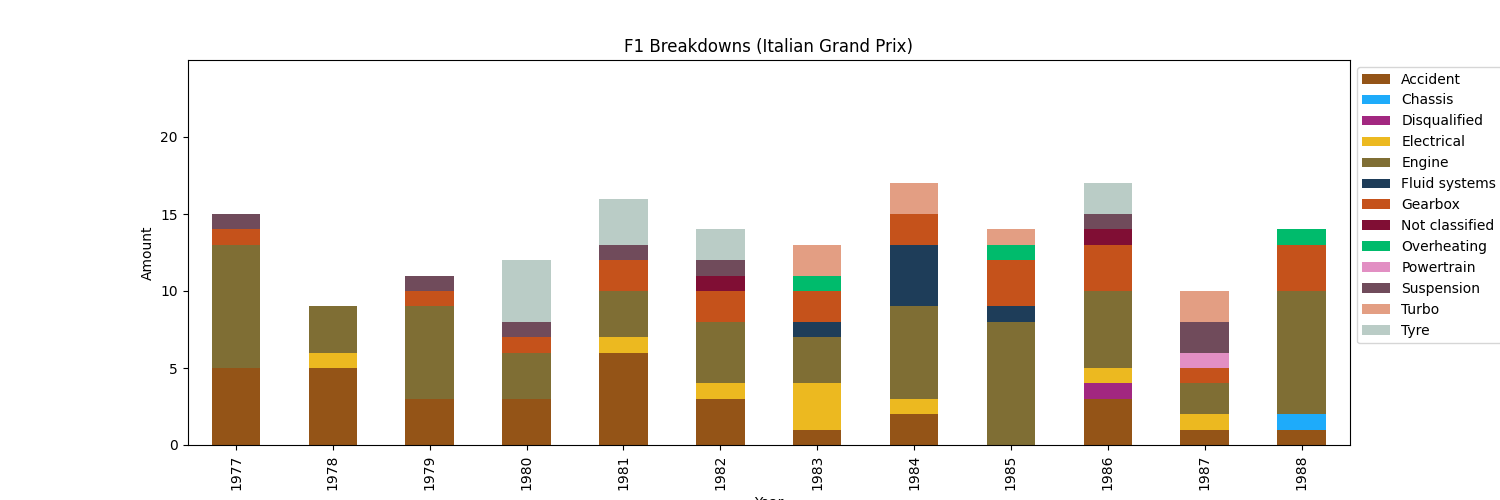 F1 Breakdowns (Italian Grand Prix)
Amount
20
15
10
5
0
1977
1978
1979
1980
1981
1982
1983
1984
1985
1986
1987
1988
Year
Accident
Chassis
Disqualified
Electrical
Engine
Fluid systems
Gearbox
Not classified
Overheating
Powertrain
Suspension
Turbo
Tyre